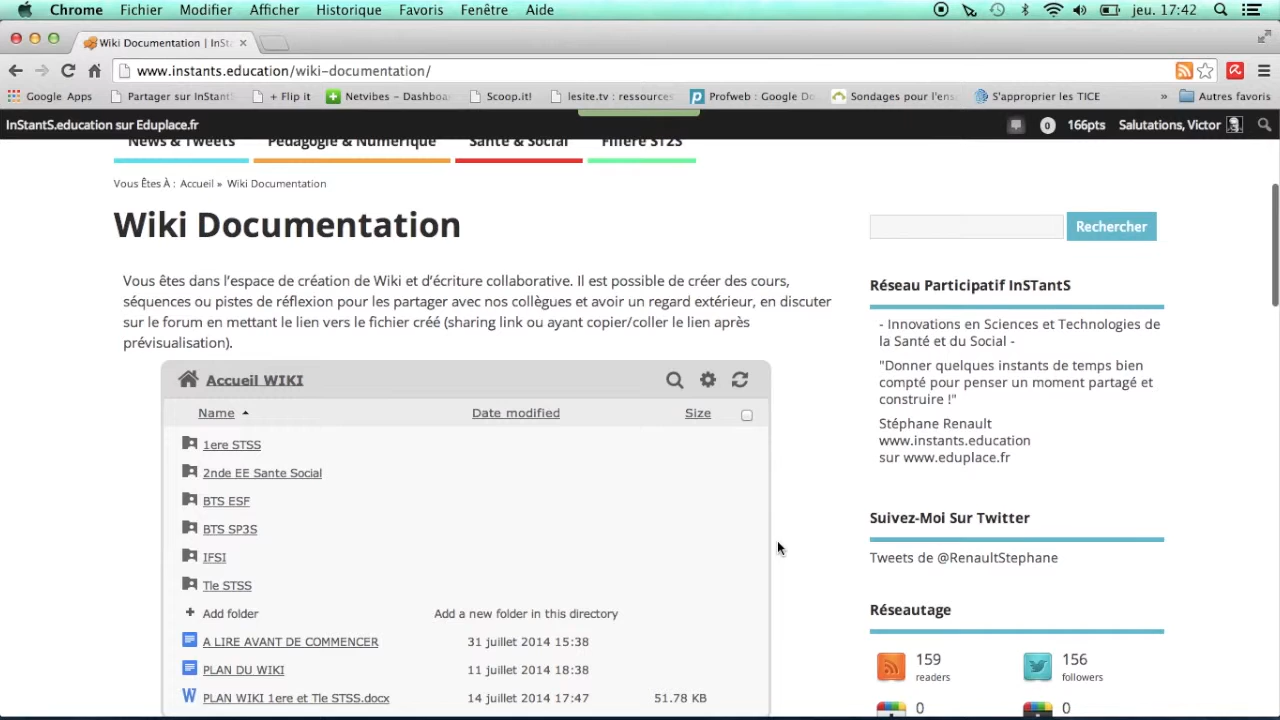 Chrome Fichier Modifier Afficher Historique Favoris Fenêtre Aide jeu. 17:42
Wiki Documentation | InSt
www.instants.education/wiki-documentation/
Google Apps Partager sur InStant + Flip it Netvibes - Dashboa Scoop.it! lesite.tv : ressources Profweb : Google Do Sondages pour l'ens S'approprier les TICE » Autres favoris
InStantS.education sur Eduplace.fr 0 166pts Salutations, Victor
News & Tweets Pédagogie & Numérique Santé & Social Filière ST2S
Vous Êtes À : Accueil » Wiki Documentation
Wiki Documentation
Vous êtes dans l'espace de création de Wiki et d'écriture collaborative. Il est possible de créer des cours,
séquences ou pistes de réflexion pour les partager avec nos collègues et avoir un regard extérieur, en discuter
sur le forum en mettant le lien vers le fichier créé (sharing link ou ayant copier/coller le lien après
prévisualisation).
Accueil WIKI
Name Date modified Size
1ere STSS
2nde EE Sante Social
BTS ESF
BTS SP3S
IFSI
Tle STSS
Add folder Add a new folder in this directory
A LIRE AVANT DE COMMENCER 31 juillet 2014 15:38
PLAN DU WIKI 11 juillet 2014 18:38
PLAN WIKI 1ere et Tle STSS.docx 14 juillet 2014 17:47 51.78 KB
Rechercher
Réseau Participatif InSTantS
- Innovations en Sciences et Technologies de
la Santé et du Social -
"Donner quelques instants de temps bien
compté pour penser un moment partagé et
construire !"
Stéphane Renault
www.instants.education
sur www.eduplace.fr
Suivez-Moi Sur Twitter
Tweets de @RenaultStephane
Réseautage
159 156
readers followers
0 0